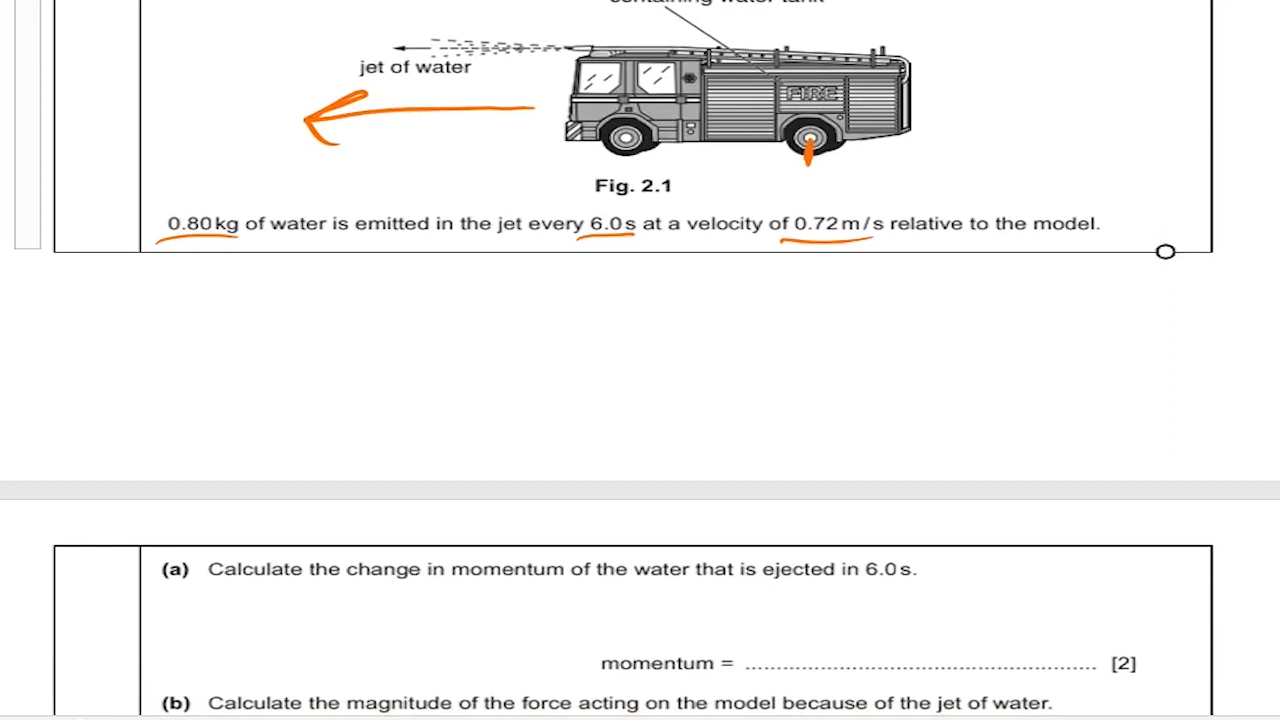 containing water tank
jet of water
FIRE
Fig. 2.1
0.80 kg of water is emitted in the jet every 6.0 s at a velocity of 0.72 m / s relative to the model.
(a) Calculate the change in momentum of the water that is ejected in 6.0 s.
momentum = ........................................................ [2]
(b) Calculate the magnitude of the force acting on the model because of the jet of water.